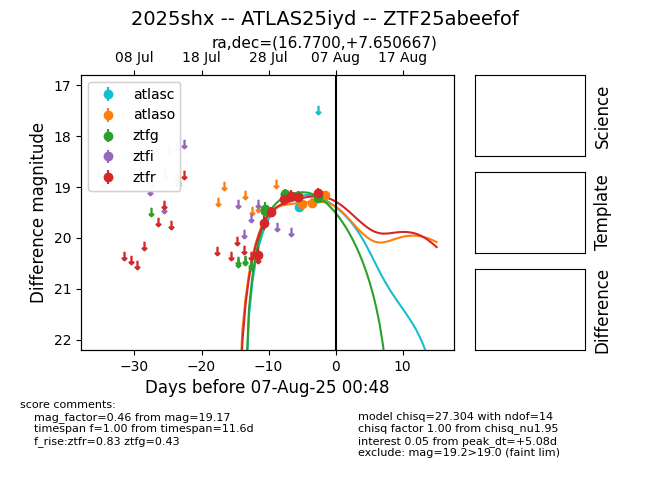 2025shx -- ATLAS25iyd -- ZTF25abeefof
ra,dec=(16.7700,+7.650667)
08 Jul 18 Jul 28 Jul 07 Aug 17 Aug
17
18
19
20
21
22
Difference magnitude
atlasc
atlaso
ztfg
ztfi
ztfr
−30 −20 −10 0 10
Days before 07-Aug-25 00:48
Science
Template
Difference
score comments:
mag_factor=0.46 from mag=19.17
timespan f=1.00 from timespan=11.6d
f_rise:ztfr=0.83 ztfg=0.43
model chisq=27.304 with ndof=14
chisq factor 1.00 from chisq_nu1.95
interest 0.05 from peak_dt=+5.08d
exclude: mag=19.2>19.0 (faint lim)